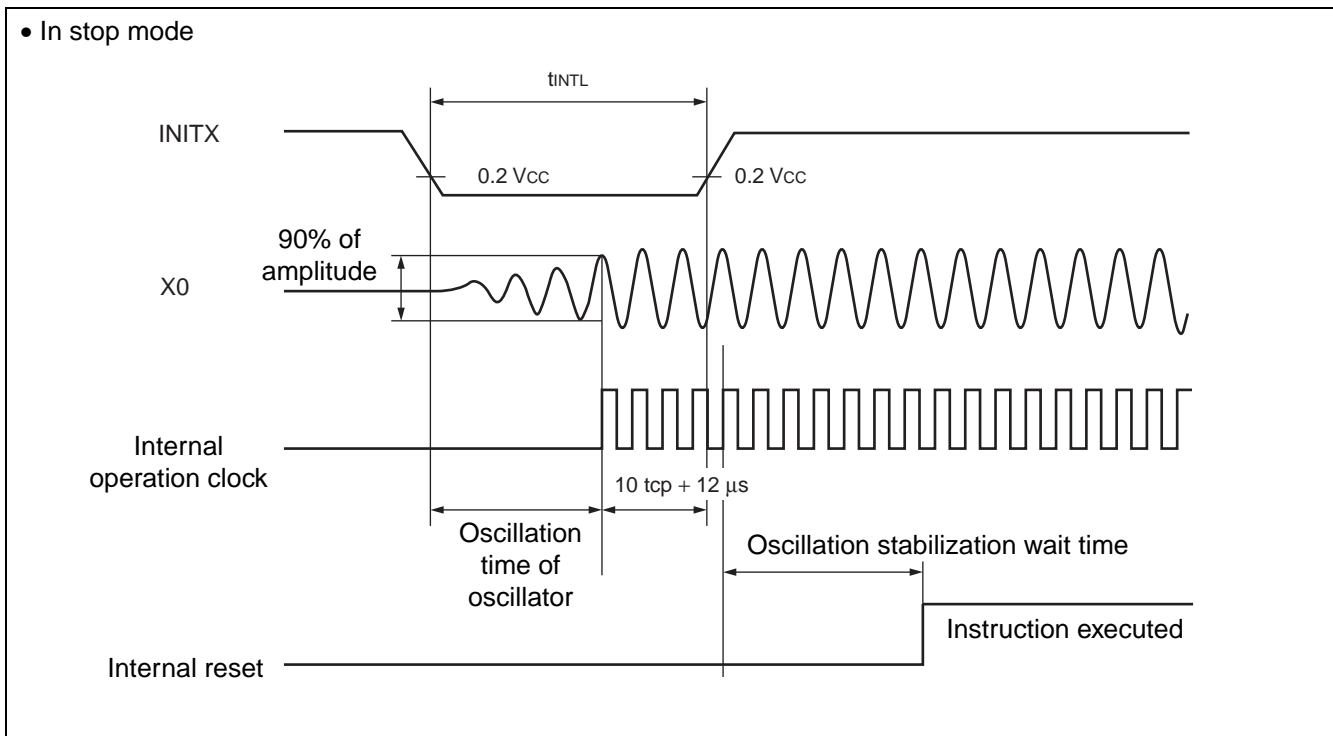 • In stop mode
tINTL
INITX
0.2 VCC
0.2 VCC
90% of
amplitude
X0
Internal
operation clock
10 tcp + 12 μs
Oscillation
time of
oscillator
Oscillation stabilization wait time
Instruction executed
Internal reset